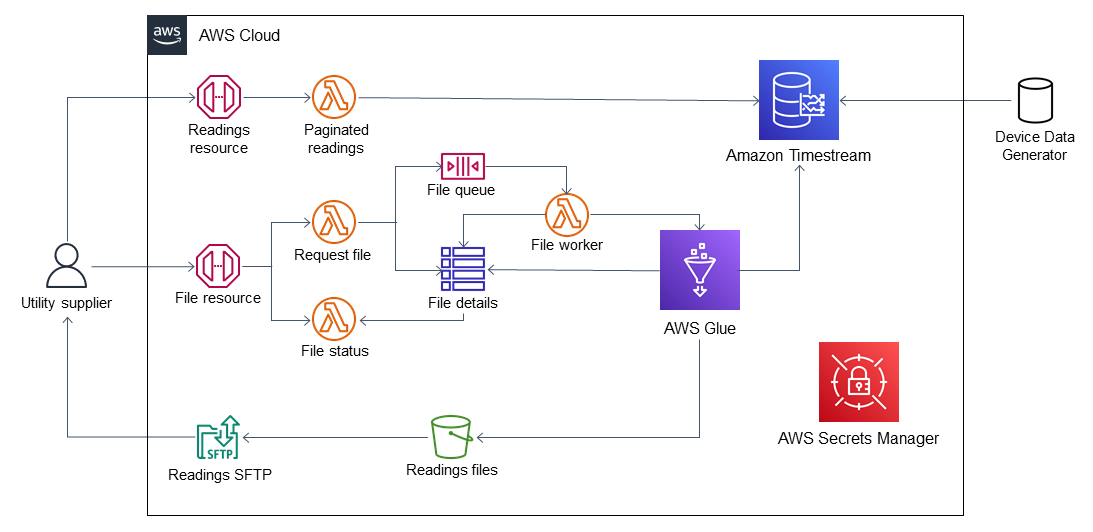 aws
AWS Cloud
Readings
resource
Paginated
readings
Amazon Timestream
Device Data
Generator
File queue
Request file
File worker
Utility supplier
File resource
File details
File status
AWS Glue
AWS Secrets Manager
SFTP
Readings SFTP
Readings files